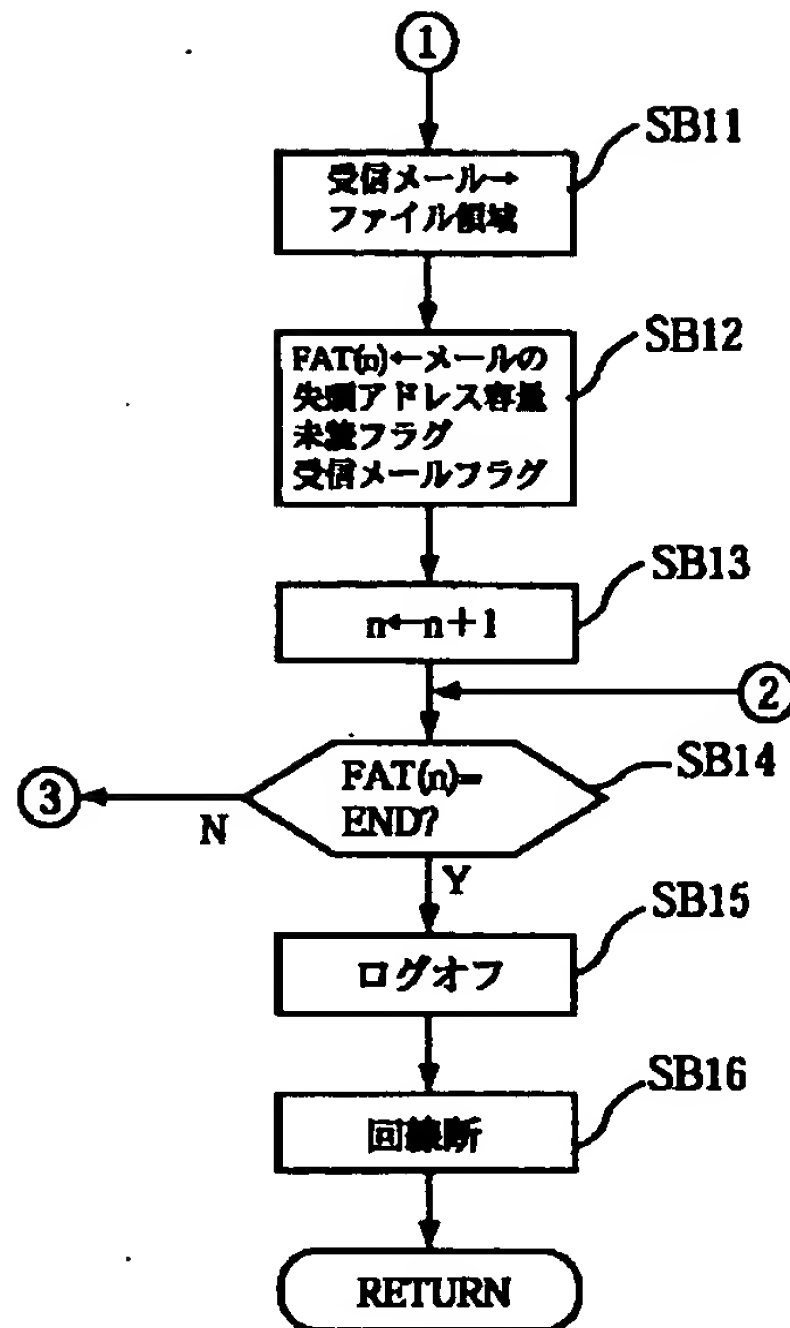 ①
SB11
受信メール→
ファイル領域
SB12
FAT(n)←メールの
先頭アドレス容量
未読フラグ
受信メールフラグ
SB13
n←n+1
②
SB14
FAT(n)=
END?
③
N
Y
SB15
ログオフ
SB16
回線断
RETURN